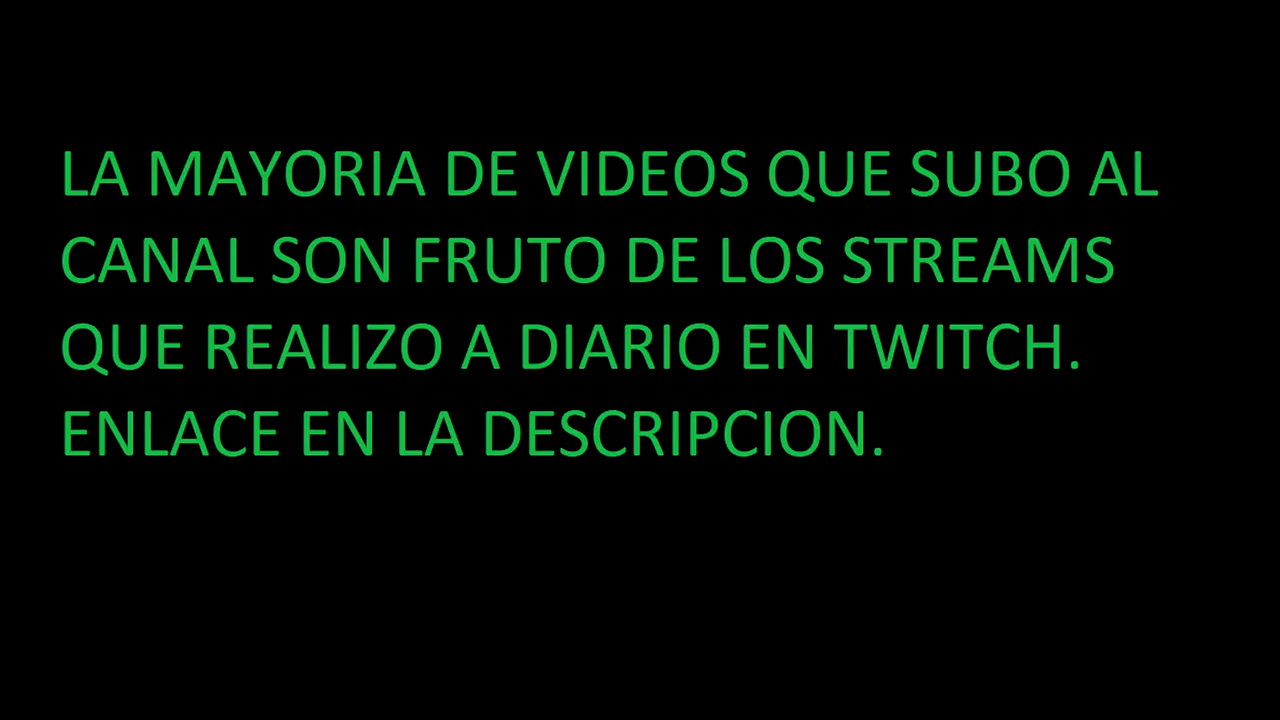 LA MAYORIA DE VIDEOS QUE SUBO AL
CANAL SON FRUTO DE LOS STREAMS
QUE REALIZO A DIARIO EN TWITCH.
ENLACE EN LA DESCRIPCION.